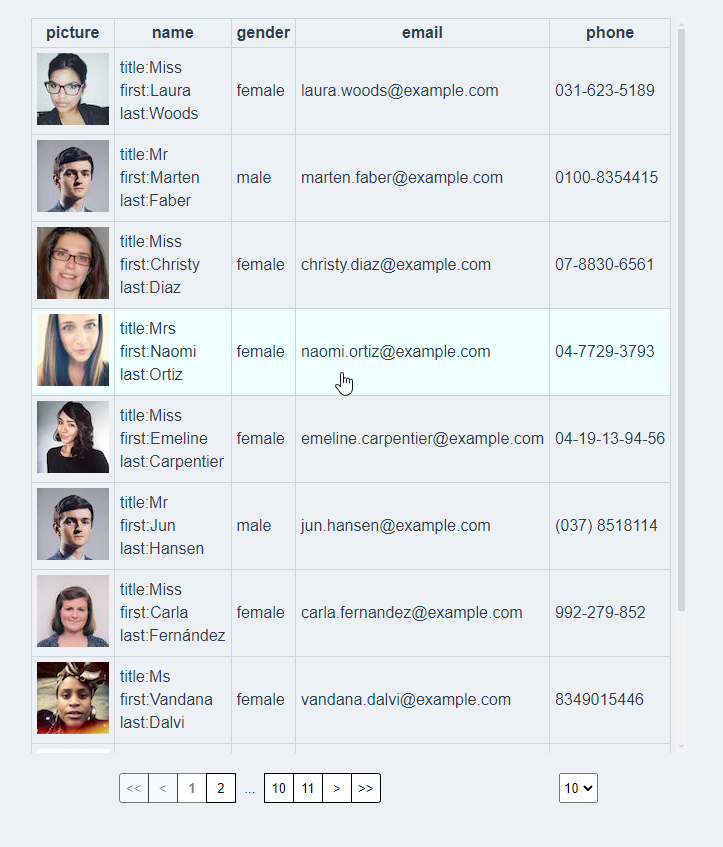 picture name gender email phone
title:Miss
first:Laura female laura.woods@example.com 031-623-5189
last:Woods
title:Mr
first:Marten male marten.faber@example.com 0100-8354415
last:Faber
title:Miss
first:Christy female christy.diaz@example.com 07-8830-6561
last:Diaz
title:Mrs
first:Naomi female naomi.ortiz@example.com 04-7729-3793
last:Ortiz
title:Miss
first:Emeline female emeline.carpentier@example.com 04-19-13-94-56
last:Carpentier
title:Mr
first:Jun male jun.hansen@example.com (037) 8518114
last:Hansen
title:Miss
first:Carla female carla.fernandez@example.com 992-279-852
last:Fernández
title:Ms
first:Vandana female vandana.dalvi@example.com 8349015446
last:Dalvi
<< < 1 2 ... 10 11 > >> 10